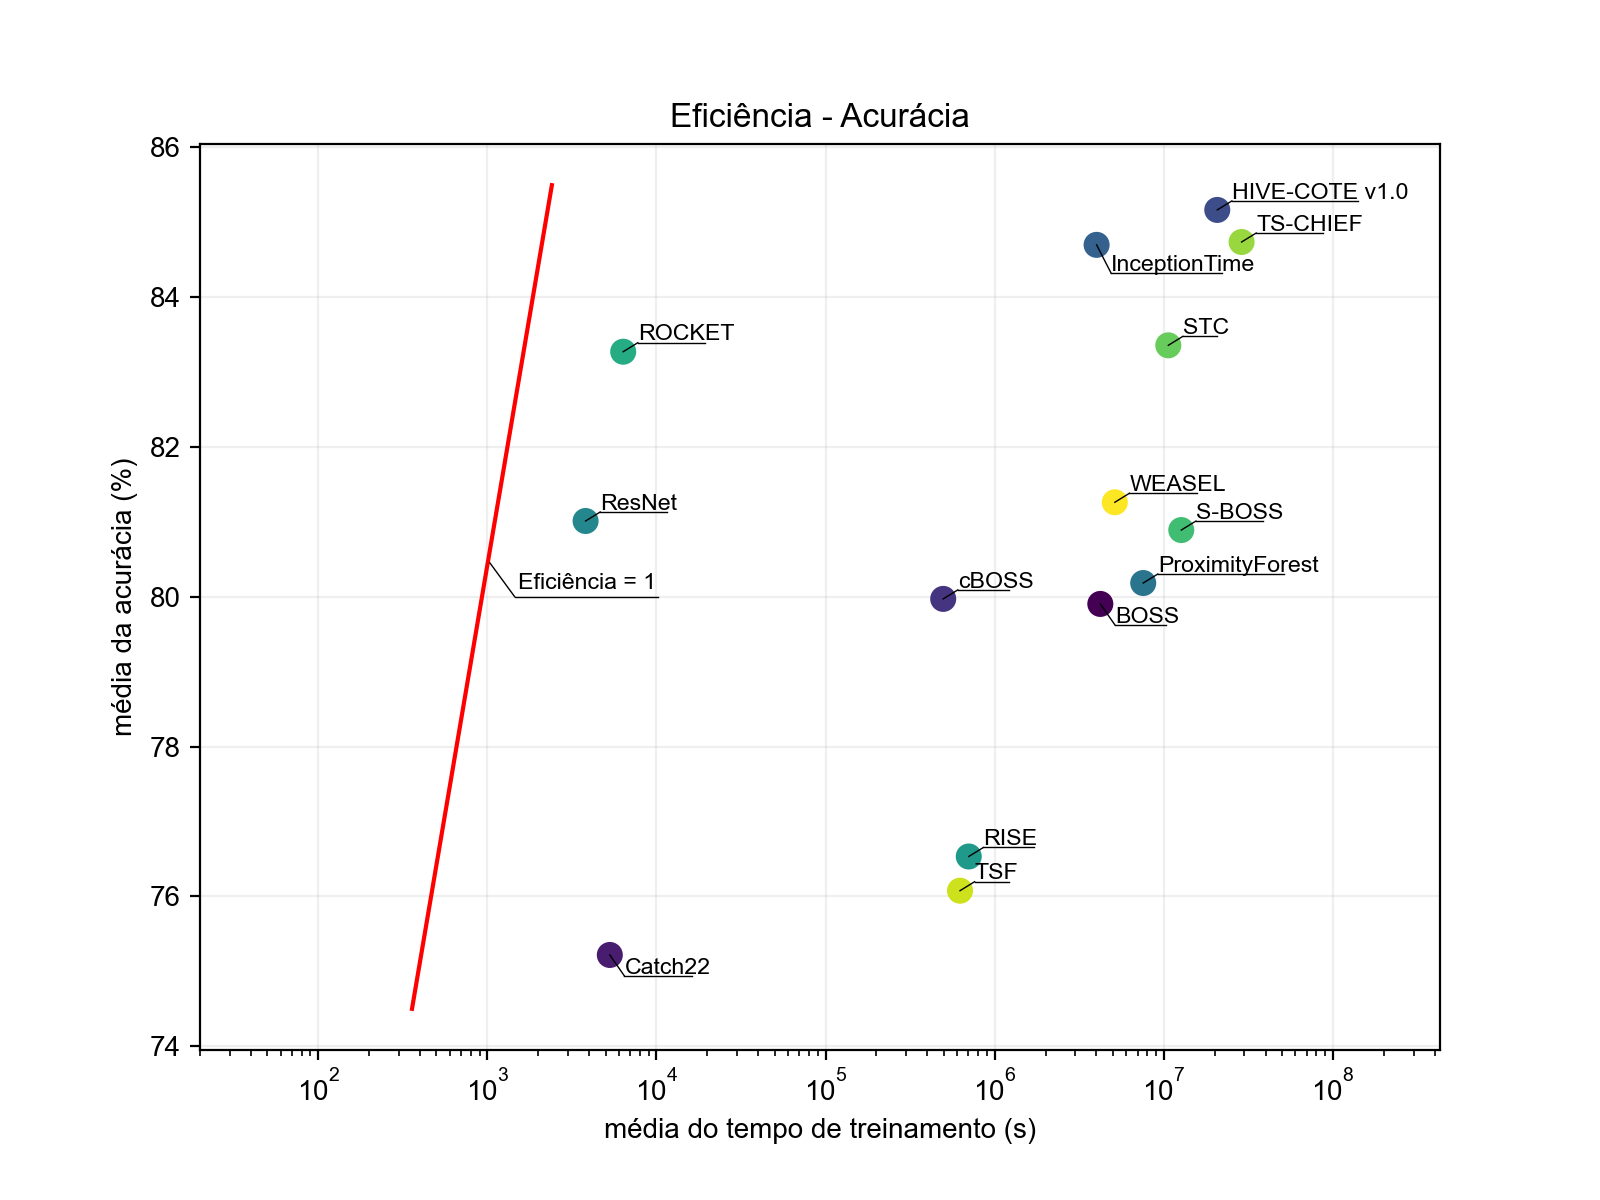 Eficiência - Acurácia
86
84
82
80
78
76
74
média da acurácia (%)
HIVE-COTE v1.0
TS-CHIEF
InceptionTime
ROCKET
STC
WEASEL
ResNet
S-BOSS
ProximityForest
Eficiência = 1
cBOSS
BOSS
RISE
TSF
Catch22
10^2 10^3 10^4 10^5 10^6 10^7 10^8
média do tempo de treinamento (s)